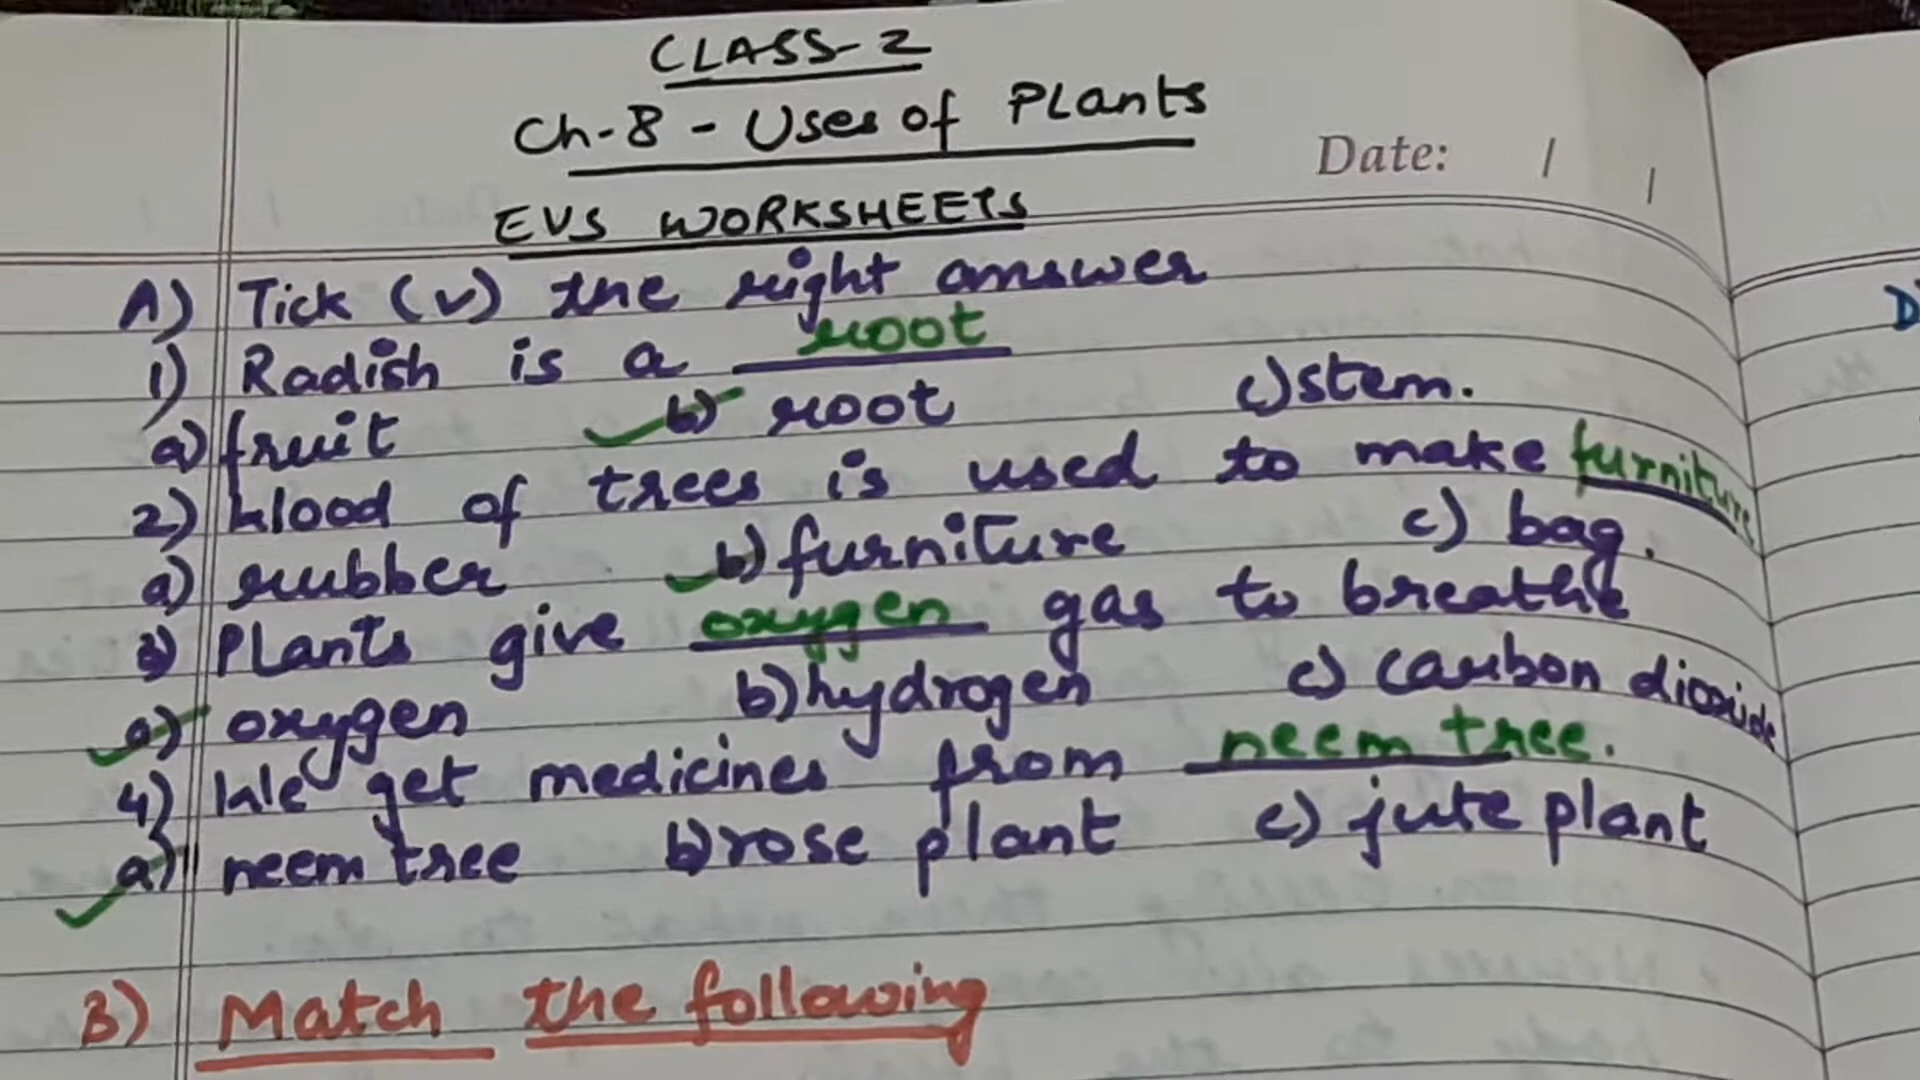 CLASS-2
Ch-8 - Uses of Plants
Date: / /
EVS WORKSHEETS
A) Tick (✓) the right answer
1) Radish is a root
a) fruit b) root c) stem.
2) Wood of trees is used to make furniture
a) rubber b) furniture c) bag.
3) Plants give oxygen gas to breathe
a) oxygen b) hydrogen c) carbon dioxide
4) We get medicines from neem tree.
a) neem tree b) rose plant c) jute plant
B) Match the following
D